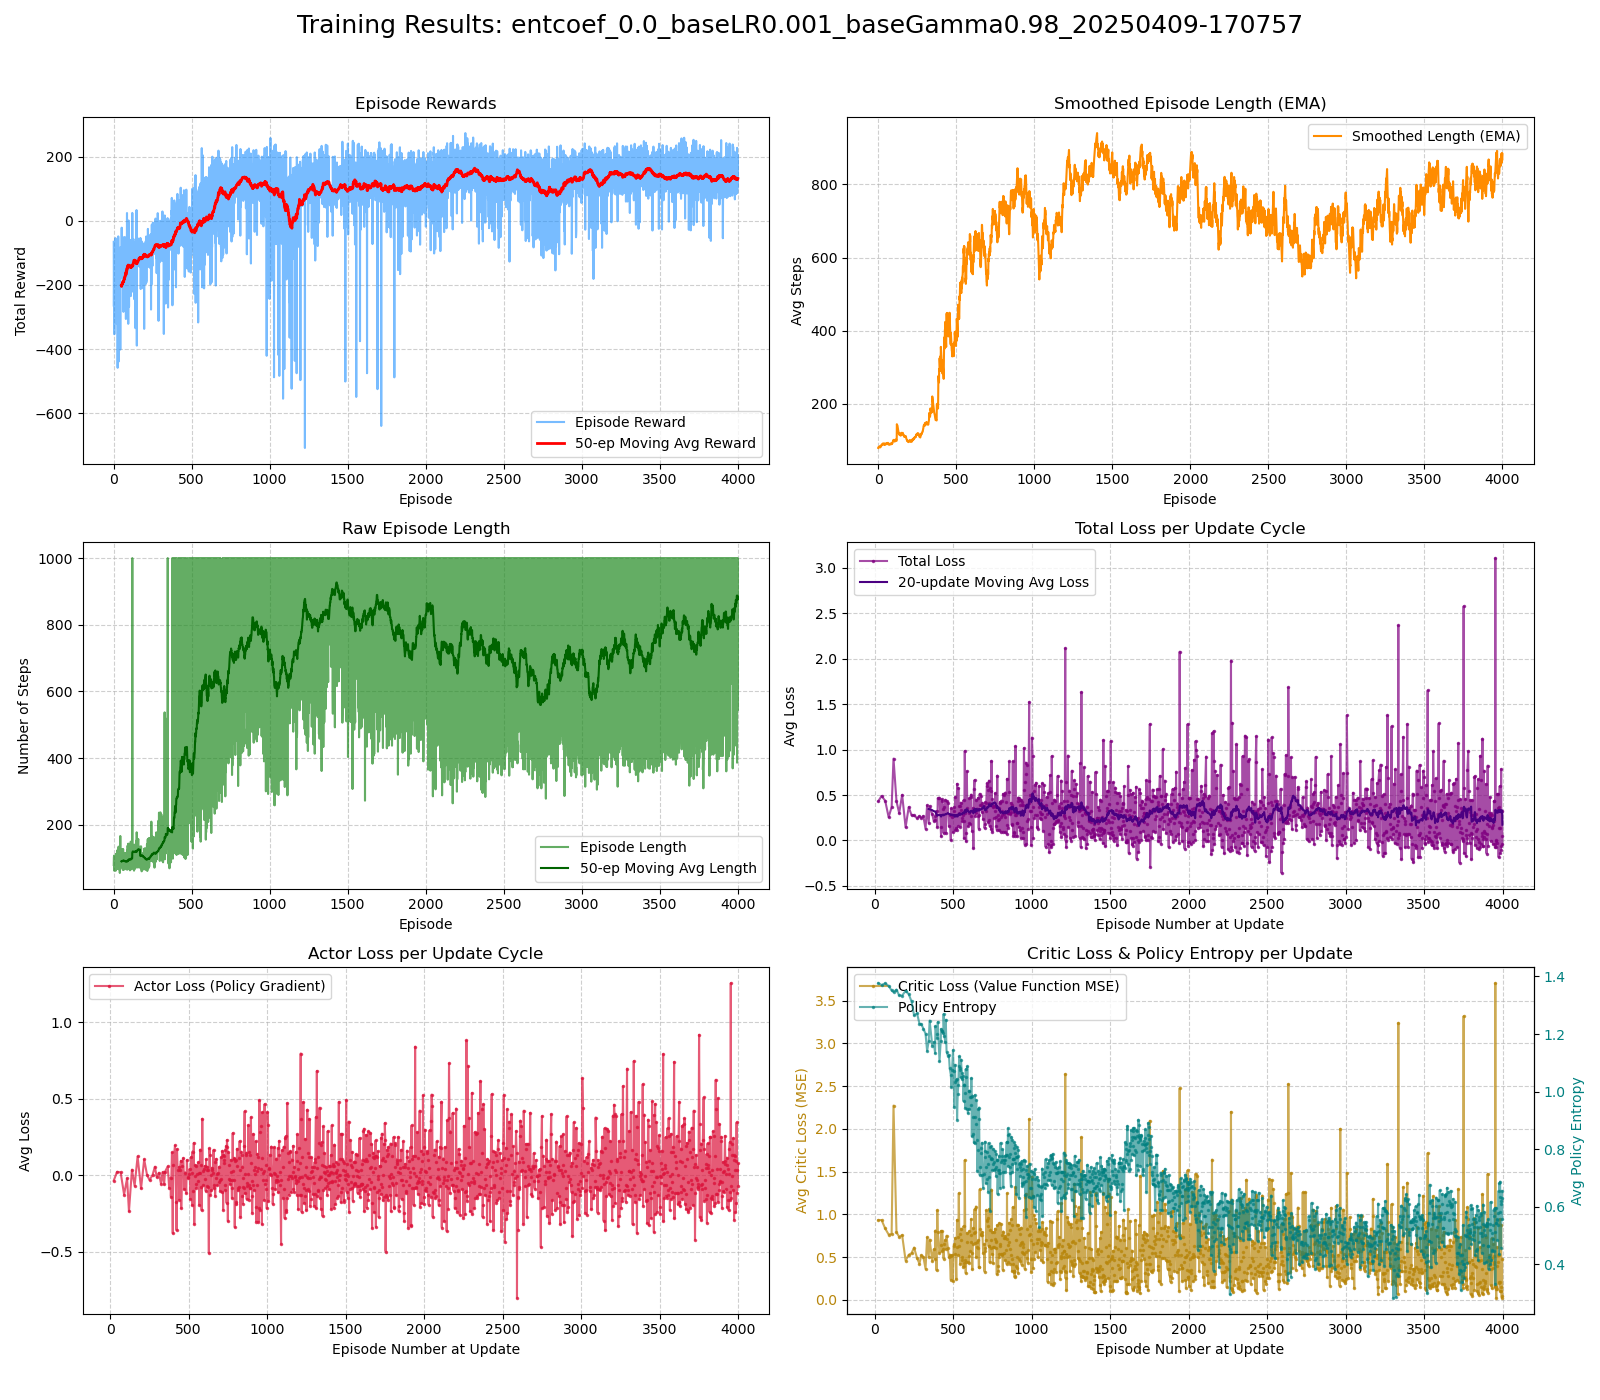 Training Results: entcoef_0.0_baseLR0.001_baseGamma0.98_20250409-170757
Episode Rewards
Total Reward
200
0
−200
−400
−600
Episode Reward
50-ep Moving Avg Reward
0 500 1000 1500 2000 2500 3000 3500 4000
Episode
Smoothed Episode Length (EMA)
Avg Steps
800
600
400
200
Smoothed Length (EMA)
0 500 1000 1500 2000 2500 3000 3500 4000
Episode
Raw Episode Length
Number of Steps
1000
800
600
400
200
Episode Length
50-ep Moving Avg Length
0 500 1000 1500 2000 2500 3000 3500 4000
Episode
Total Loss per Update Cycle
Avg Loss
3.0
2.5
2.0
1.5
1.0
0.5
0.0
−0.5
Total Loss
20-update Moving Avg Loss
0 500 1000 1500 2000 2500 3000 3500 4000
Episode Number at Update
Actor Loss per Update Cycle
Avg Loss
1.0
0.5
0.0
−0.5
Actor Loss (Policy Gradient)
0 500 1000 1500 2000 2500 3000 3500 4000
Episode Number at Update
Critic Loss & Policy Entropy per Update
Avg Critic Loss (MSE)
3.5
3.0
2.5
2.0
1.5
1.0
0.5
0.0
Critic Loss (Value Function MSE)
Policy Entropy
1.4
1.2
1.0
0.8
0.6
0.4
Avg Policy Entropy
0 500 1000 1500 2000 2500 3000 3500 4000
Episode Number at Update